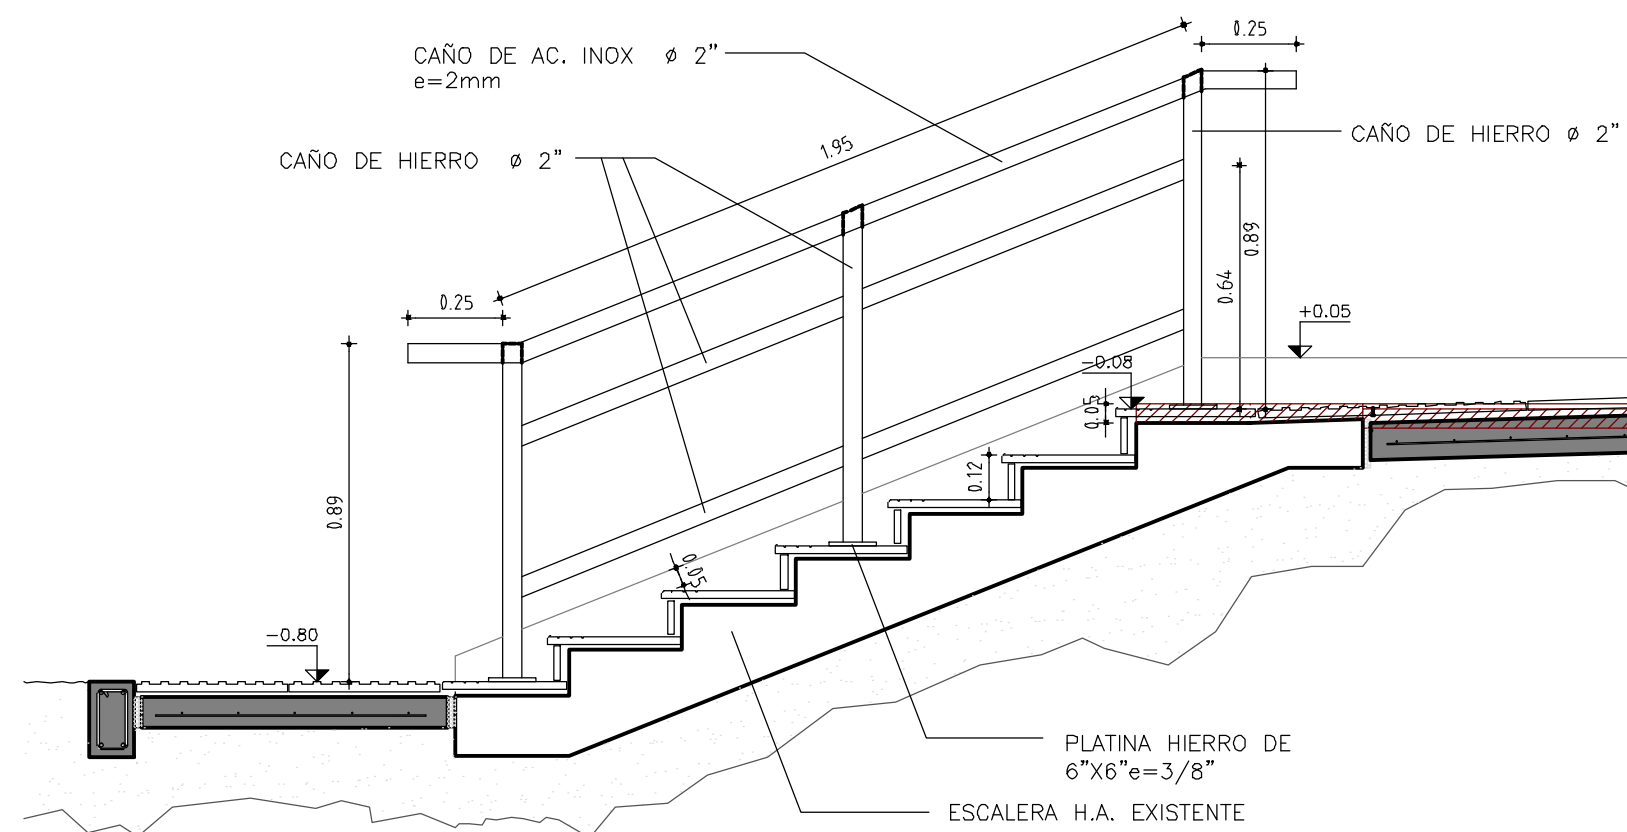 0.25
CAÑO DE AC. INOX ø 2"
e=2mm
CAÑO DE HIERRO ø 2"
1.95
CAÑO DE HIERRO ø 2"
0.89
0.64
0.25
+0.05
-0.08
0.05
0.12
0.89
0.05
-0.80
PLATINA HIERRO DE
6"X6"e=3/8"
ESCALERA H.A. EXISTENTE